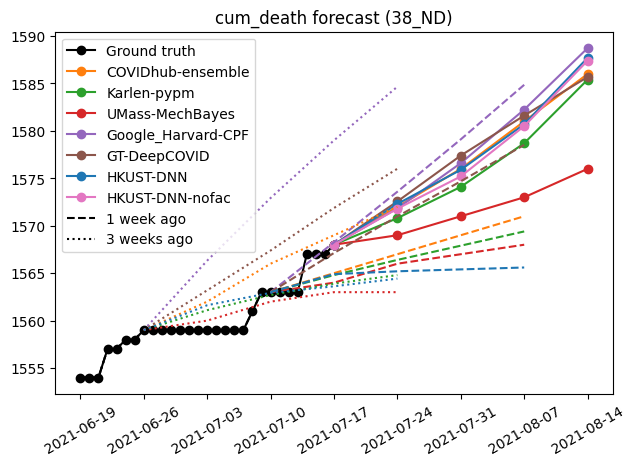 cum_death forecast (38_ND)
1590
1585
1580
1575
1570
1565
1560
1555
Ground truth
COVIDhub-ensemble
Karlen-pypm
UMass-MechBayes
Google_Harvard-CPF
GT-DeepCOVID
HKUST-DNN
HKUST-DNN-nofac
1 week ago
3 weeks ago
2021-06-19
2021-06-26
2021-07-03
2021-07-10
2021-07-17
2021-07-24
2021-07-31
2021-08-07
2021-08-14